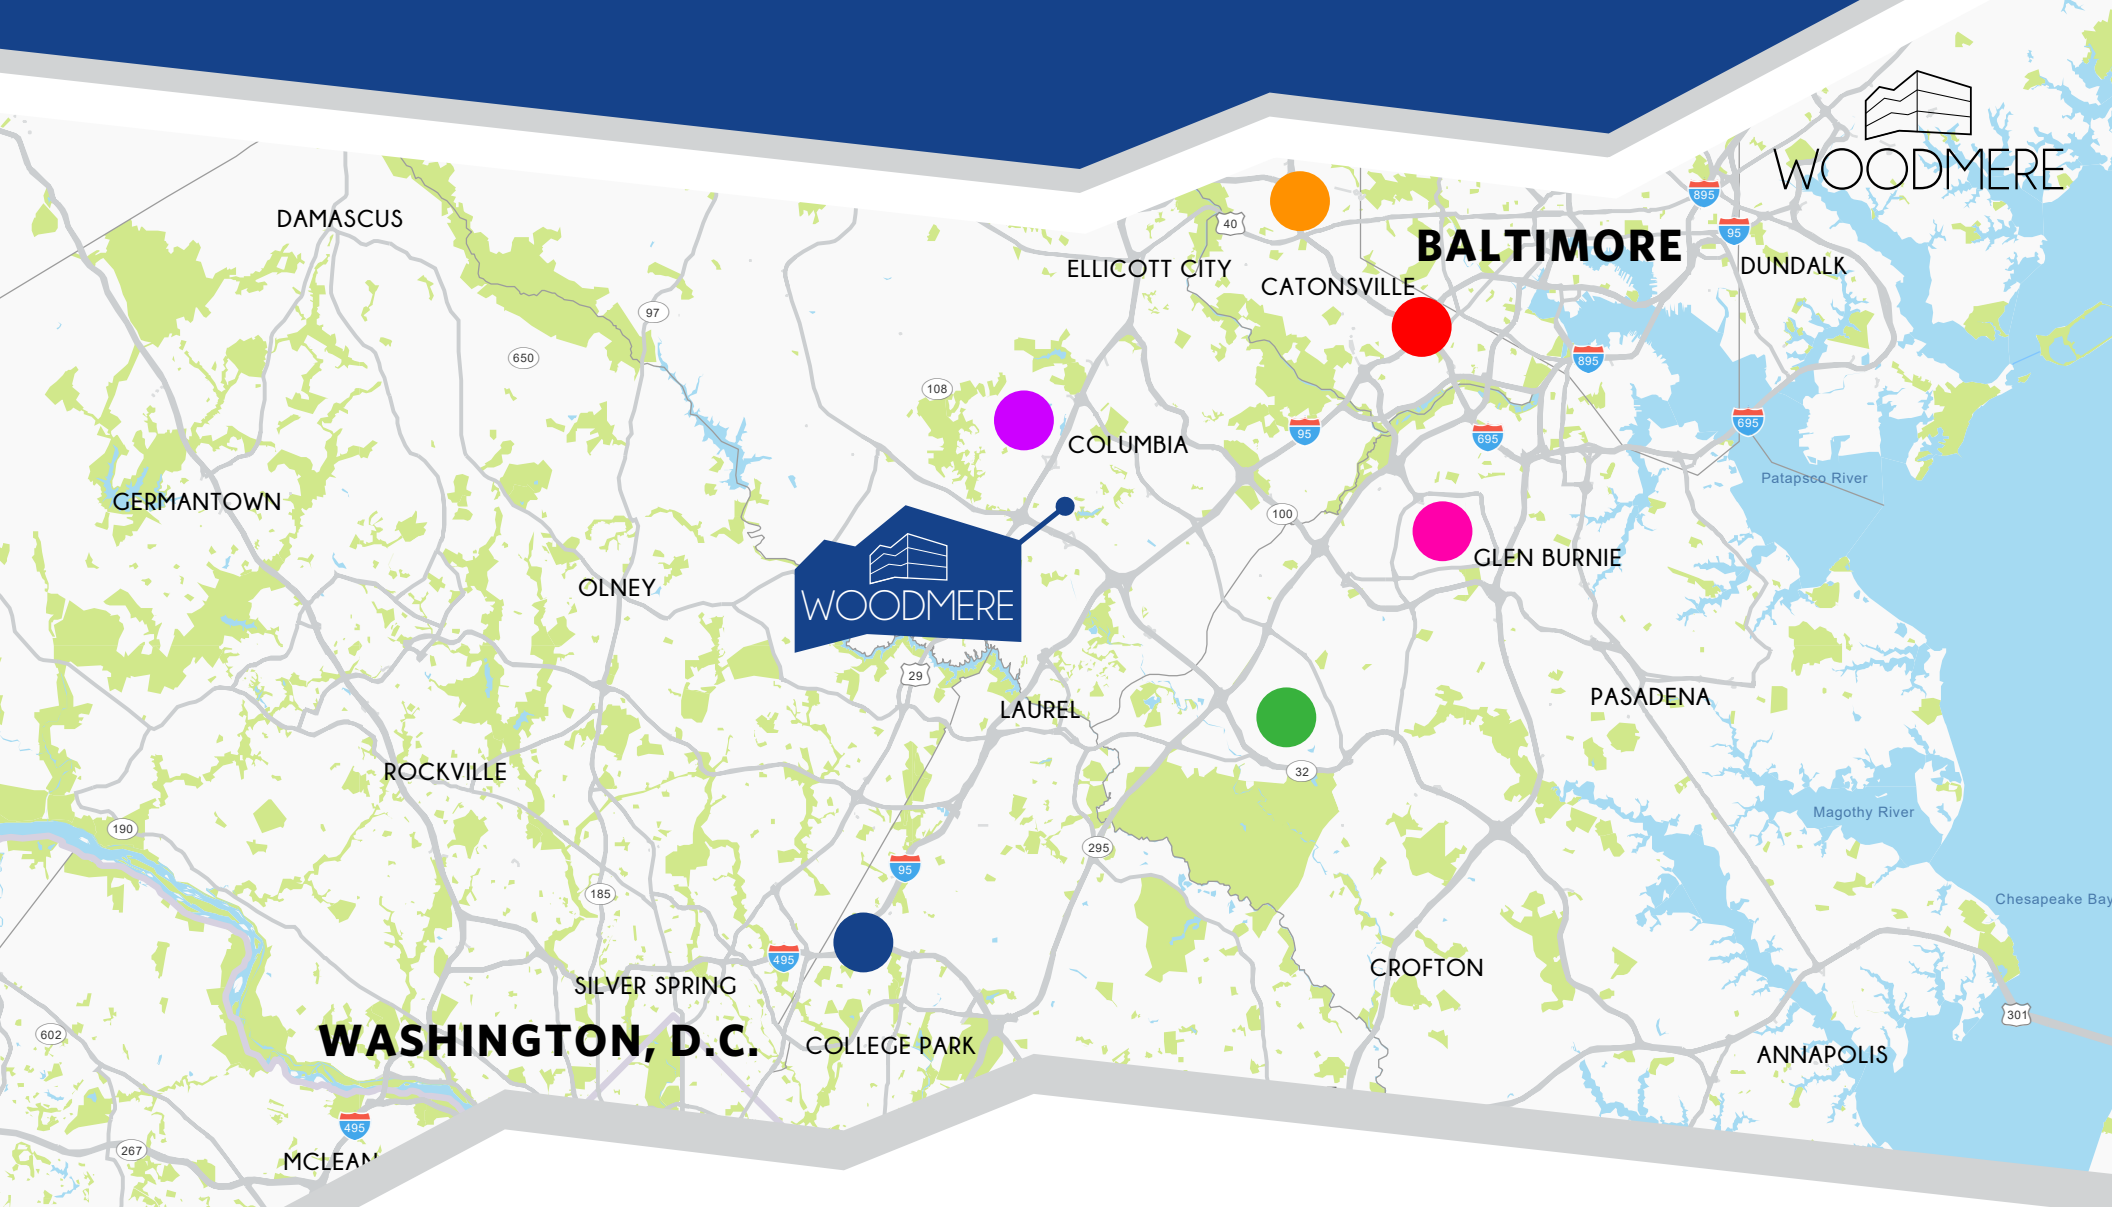 WOODMERE
895
DAMASCUS
40
95
BALTIMORE
ELLICOTT CITY
DUNDALK
CATONSVILLE
97
650
895
108
95
695
695
COLUMBIA
Patapsco River
GERMANTOWN
100
GLEN BURNIE
OLNEY
WOODMERE
29
PASADENA
LAUREL
ROCKVILLE
32
Magothy River
190
295
95
185
Chesapeake Bay
495
CROFTON
SILVER SPRING
301
602
WASHINGTON, D.C.
COLLEGE PARK
ANNAPOLIS
495
267
MCLEAN